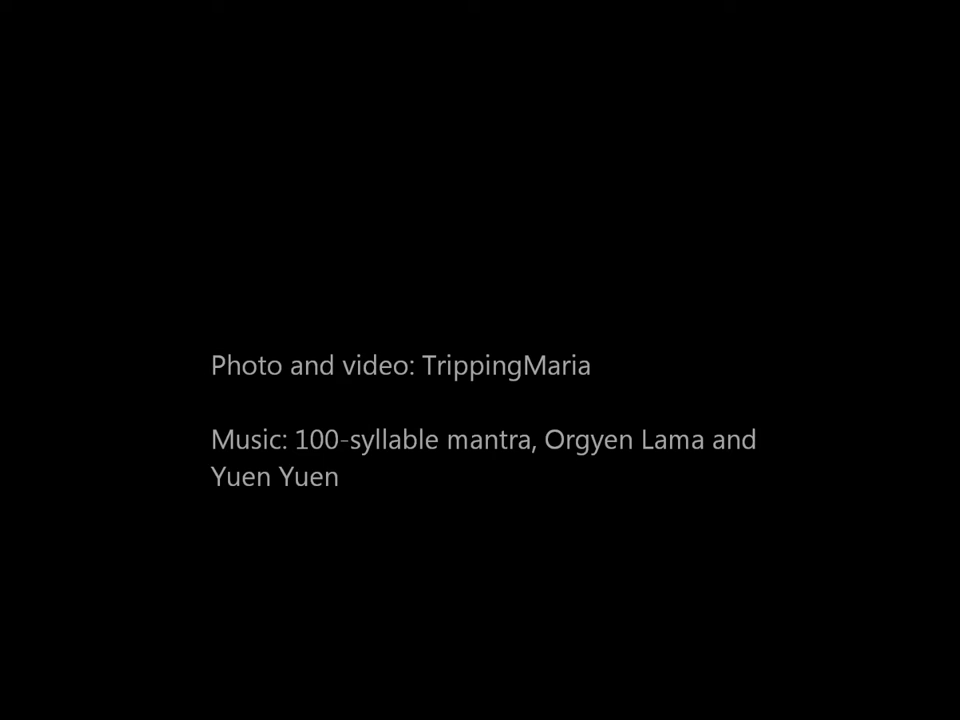 Photo and video: TrippingMaria
Music: 100-syllable mantra, Orgyen Lama and
Yuen Yuen